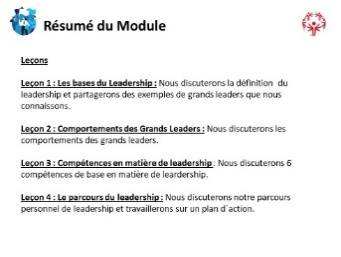 Résumé du Module
Leçons
Leçon 1 : Les bases du Leadership : Nous discuterons la définition du
leadership et partagerons des exemples de grands leaders que nous
connaissons.
Leçon 2 : Comportements des Grands Leaders : Nous discuterons les
comportements des grands leaders.
Leçon 3 : Compétences en matière de leardership : Nous discuterons 6
compétences de base en matière de leardership.
Leçon 4 : Le parcours du leadership : Nous discuterons notre parcours
personnel de leadership et travaillerons sur un plan d´action.